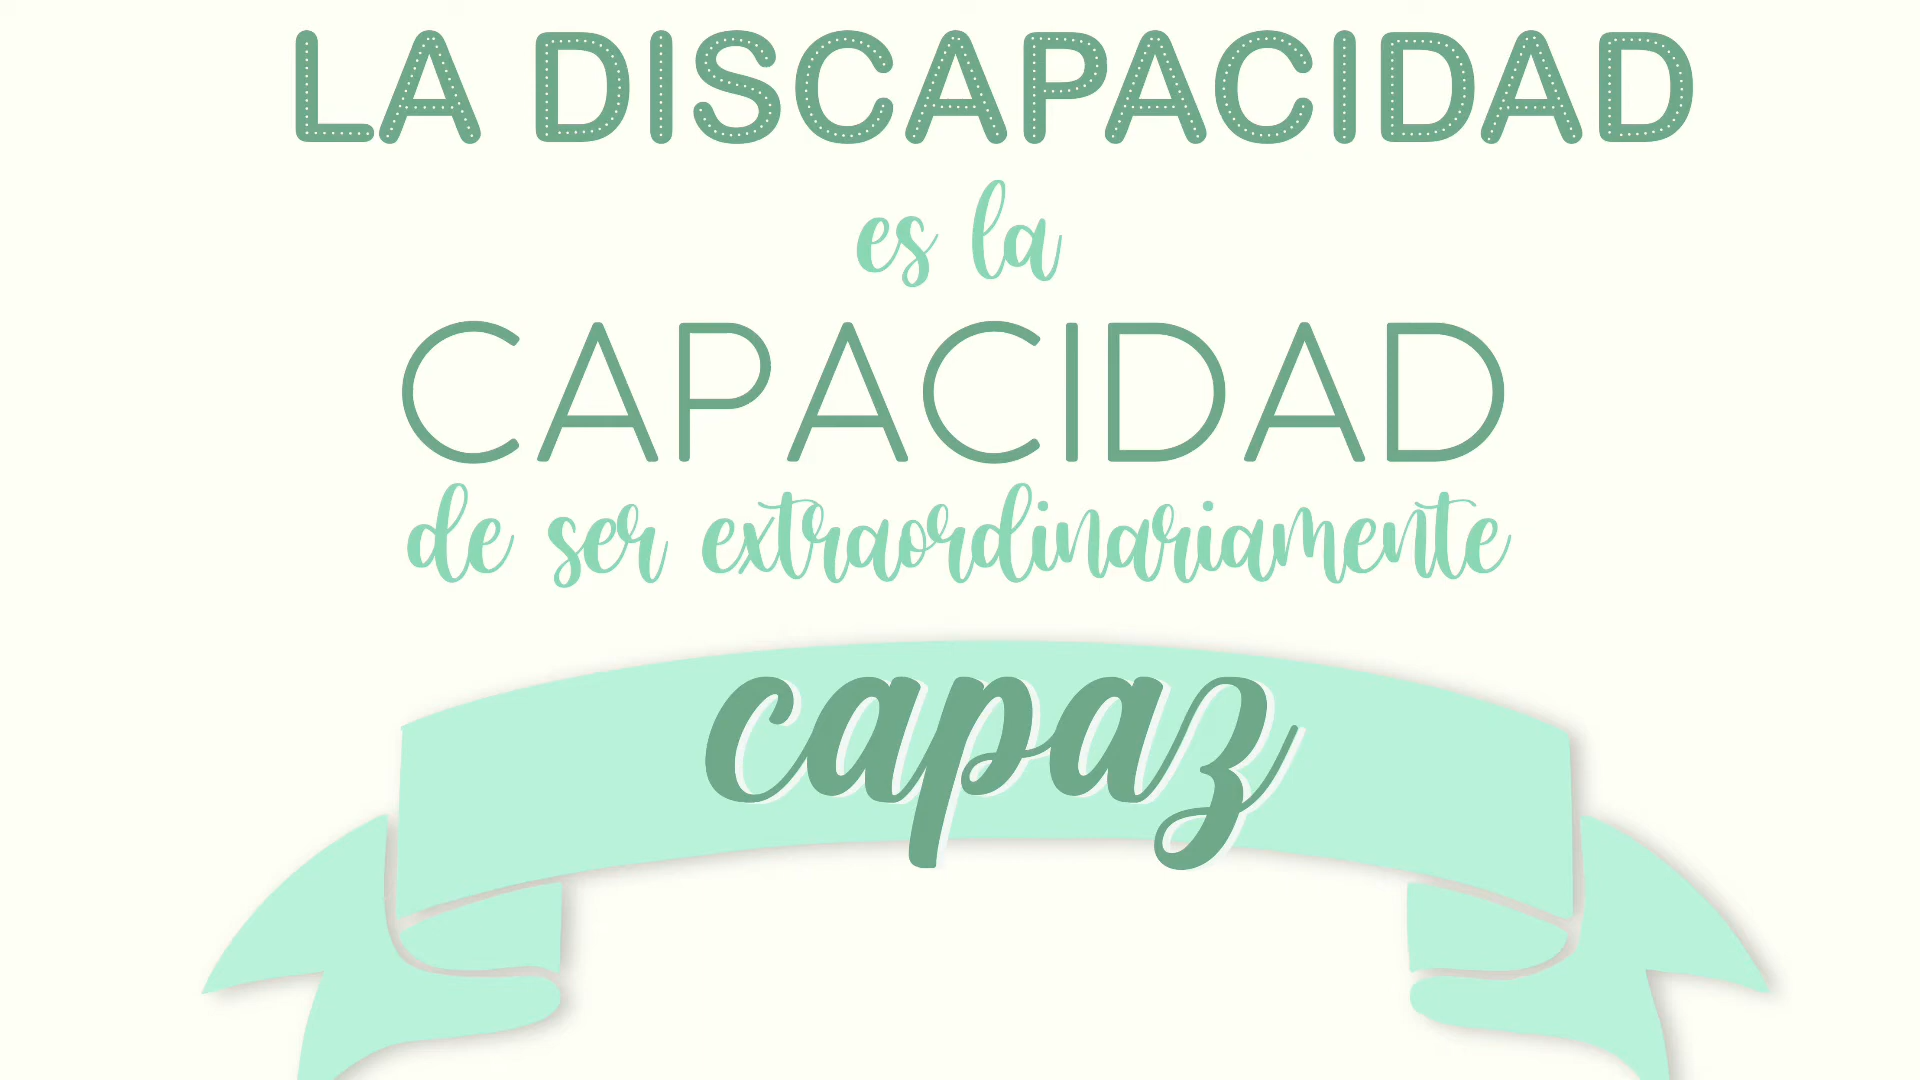 LA DISCAPACIDAD
es la
CAPACIDAD
de ser extraordinariamente
capaz